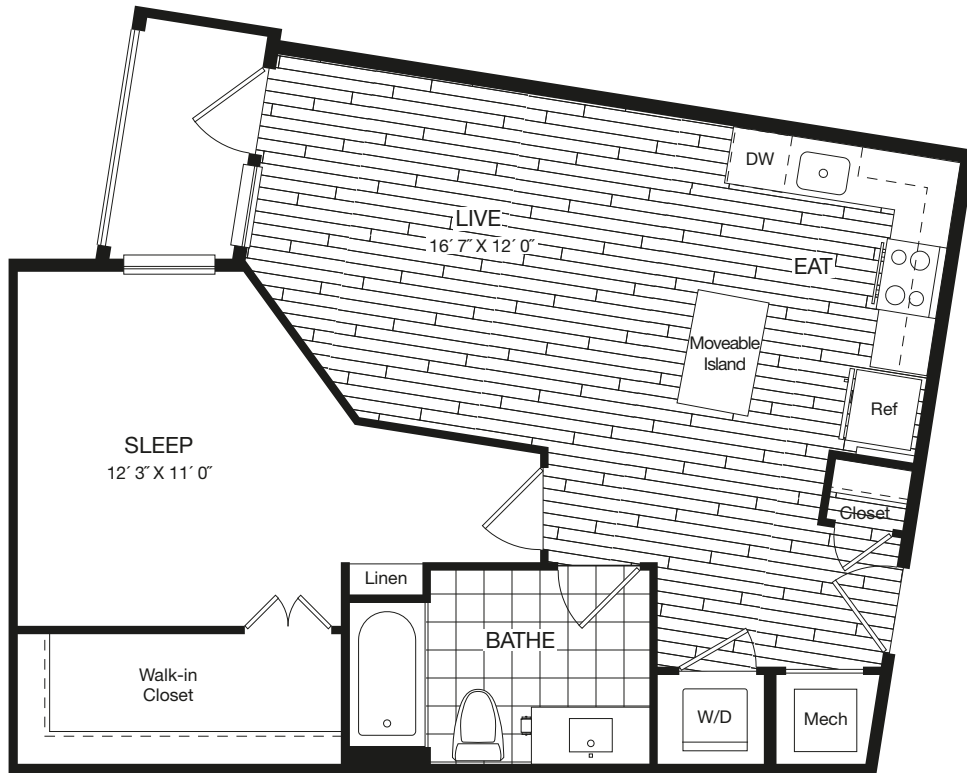 DW
LIVE
16´ 7˝ X 12´ 0˝
EAT
Moveable
Island
Ref
SLEEP
12´ 3˝ X 11´ 0˝
Closet
Linen
BATHE
Walk-in
Closet
W/D
Mech